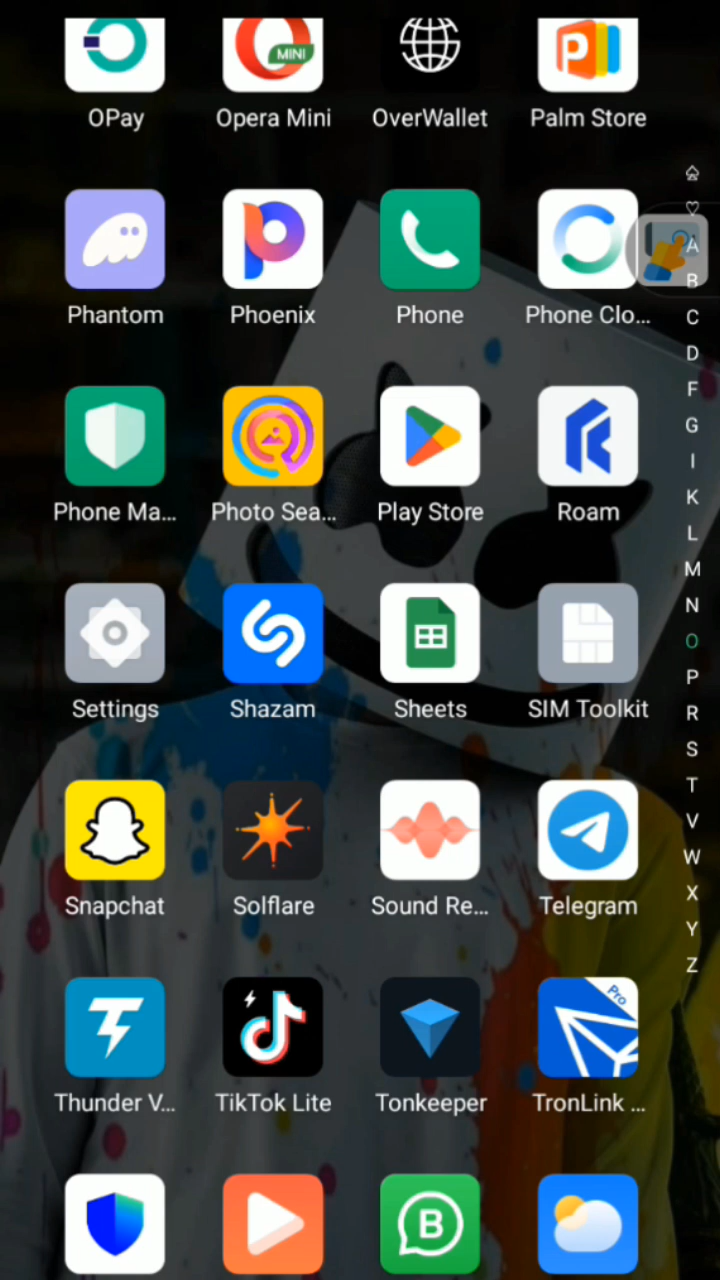 MINI
P
OPay
Opera Mini
OverWallet
Palm Store
Phantom
Phoenix
Phone
Phone Clo...
Phone Ma...
Photo Sea...
Play Store
Roam
Settings
Shazam
Sheets
SIM Toolkit
Snapchat
Solflare
Sound Re...
Telegram
Pro
Thunder V...
TikTok Lite
Tonkeeper
TronLink ...
B
A
B
C
D
F
G
I
K
L
M
N
O
P
R
S
T
V
W
X
Y
Z